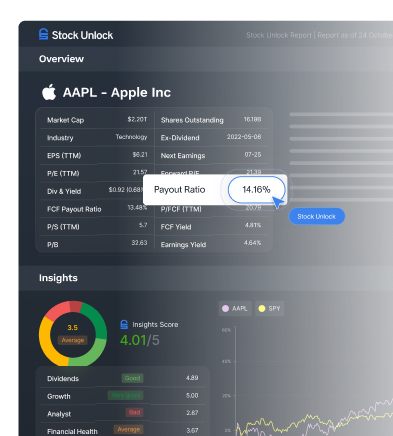 Stock Unlock
Stock Unlock Report | Report as of 24 October
Overview
AAPL - Apple Inc
Market Cap $2.20T Shares Outstanding 16.19B
Industry Technology Ex-Dividend 2022-05-06
EPS (TTM) $6.21 Next Earnings 07-25
P/E (TTM) 21.57 Forward P/E 21.39
Div & Yield $0.92 (0.68% Payout Ratio 14.16%
FCF Payout Ratio 13.48% P/FCF (TTM) 20.79
P/S (TTM) 5.7 FCF Yield 4.81%
Stock Unlock
P/B 32.63 Earnings Yield 4.64%
Insights
AAPL SPY
3.5
Average
Insights Score
4.01/5
60%
40%
20%
0%
Dividends Good 4.89
Growth Very Good 5.00
Analyst Bad 2.87
Financial Health Average 3.67